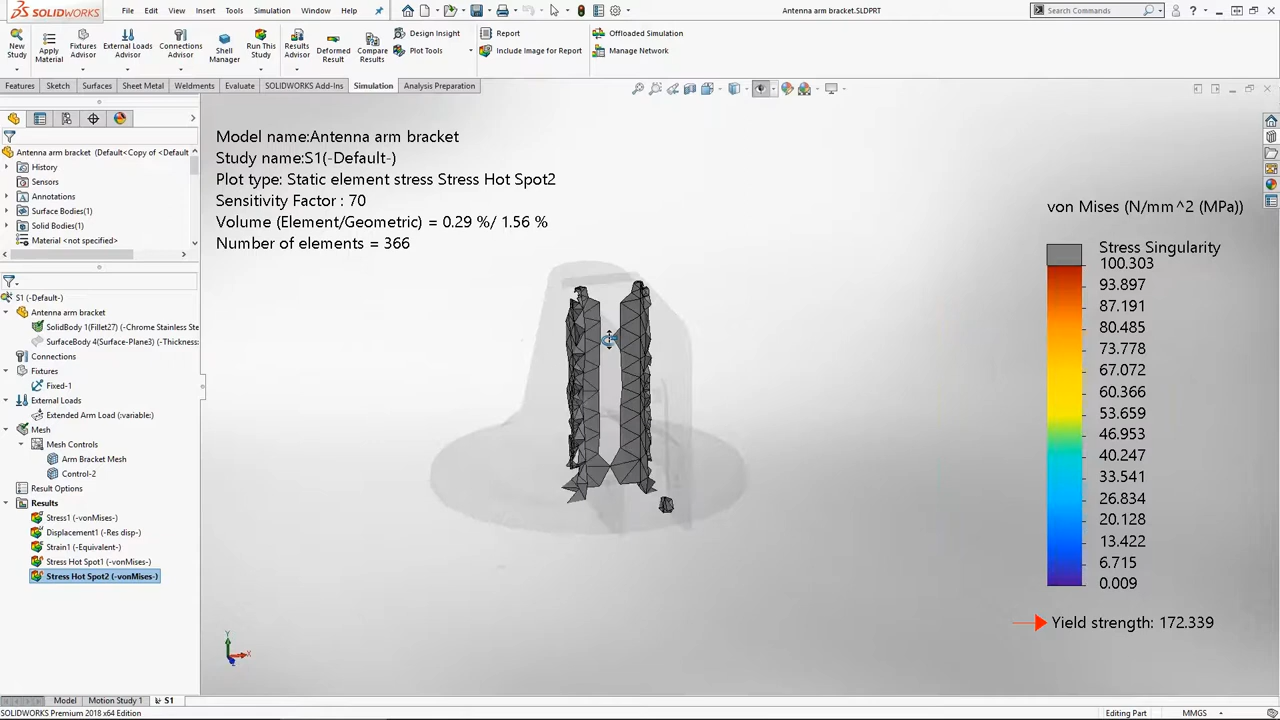 SOLIDWORKS
File
Edit
View
Insert
Tools
Simulation
Window
Help
Antenna arm bracket.SLDPRT
Search Commands
New Study
Apply Material
Fixtures Advisor
External Loads Advisor
Connections Advisor
Shell Manager
Run This Study
Results Advisor
Deformed Result
Compare Results
Design Insight
Plot Tools
Report
Include Image for Report
Offloaded Simulation
Manage Network
Features
Sketch
Surfaces
Sheet Metal
Weldments
Evaluate
SOLIDWORKS Add-Ins
Simulation
Analysis Preparation
Antenna arm bracket (Default<Copy of <Default
History
Sensors
Annotations
Surface Bodies(1)
Solid Bodies(1)
Material <not specified>
S1 (-Default-)
Antenna arm bracket
SolidBody 1(Fillet27) (-Chrome Stainless Ste
SurfaceBody 4(Surface-Plane3) (-Thickness:
Connections
Fixtures
Fixed-1
External Loads
Extended Arm Load (:variable:)
Mesh
Mesh Controls
Arm Bracket Mesh
Control-2
Result Options
Results
Stress1 (-vonMises-)
Displacement1 (-Res disp-)
Strain1 (-Equivalent-)
Stress Hot Spot1 (-vonMises-)
Stress Hot Spot2 (-vonMises-)
Model name:Antenna arm bracket
Study name:S1(-Default-)
Plot type: Static element stress Stress Hot Spot2
Sensitivity Factor : 70
Volume (Element/Geometric) = 0.29 %/ 1.56 %
Number of elements = 366
von Mises (N/mm^2 (MPa))
Stress Singularity
100.303
93.897
87.191
80.485
73.778
67.072
60.366
53.659
46.953
40.247
33.541
26.834
20.128
13.422
6.715
0.009
Yield strength: 172.339
Y
X
Model
Motion Study 1
S1
SOLIDWORKS Premium 2018 x64 Edition
Editing Part
MMGS